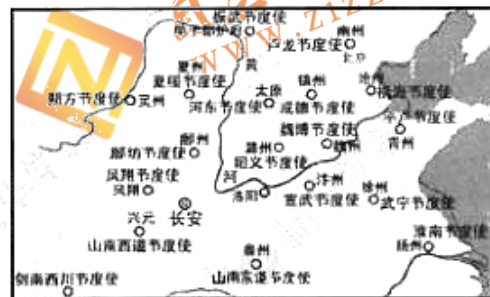 振武节度使
卢龙节度使
幽州
夏州
夏绥节度使
朔方节度使
灵州
河东节度使
太原
镇州
成德节度使
沧州
横海节度使
平卢节度使
青州
黄
河
鄜州
鄜坊节度使
潞州
昭义节度使
魏博节度使
魏州
凤翔节度使
凤翔
长安
洛阳
汴州
宣武节度使
徐州
武宁节度使
兴元
山南西道节度使
襄州
山南东道节度使
淮南节度使
扬州
剑南西川节度使